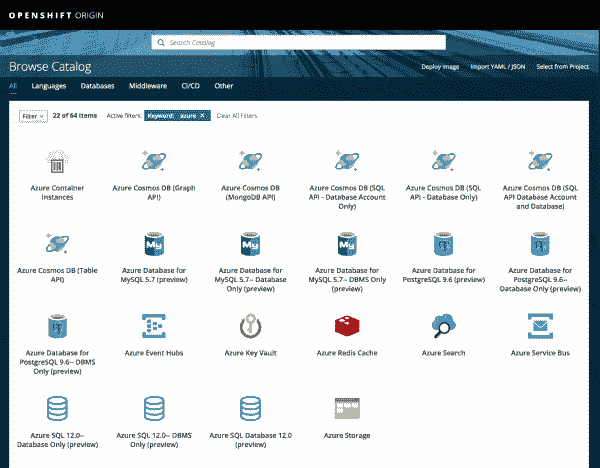 OPENSHIFT ORIGIN
Search Catalog
Browse Catalog
Deploy Image Import YAML / JSON Select from Project
All Languages Databases Middleware CI/CD Other
Filter 22 of 64 Items Active filters: Keyword: azure × Clear All Filters
Azure Container Instances
Azure Cosmos DB (Graph API)
Azure Cosmos DB (MongoDB API)
Azure Cosmos DB (SQL API - Database Account Only)
Azure Cosmos DB (SQL API - Database Only)
Azure Cosmos DB (SQL API Database Account and Database)
Azure Cosmos DB (Table API)
Azure Database for MySQL 5.7 (preview)
Azure Database for MySQL 5.7-- Database Only (preview)
Azure Database for MySQL 5.7-- DBMS Only (preview)
Azure Database for PostgreSQL 9.6 (preview)
Azure Database for PostgreSQL 9.6-- Database Only (preview)
Azure Database for PostgreSQL 9.6-- DBMS Only (preview)
Azure Event Hubs
Azure Key Vault
Azure Redis Cache
Azure Search
Azure Service Bus
Azure SQL 12.0-- Database Only (preview)
Azure SQL 12.0-- DBMS Only (preview)
Azure SQL Database 12.0 (preview)
Azure Storage